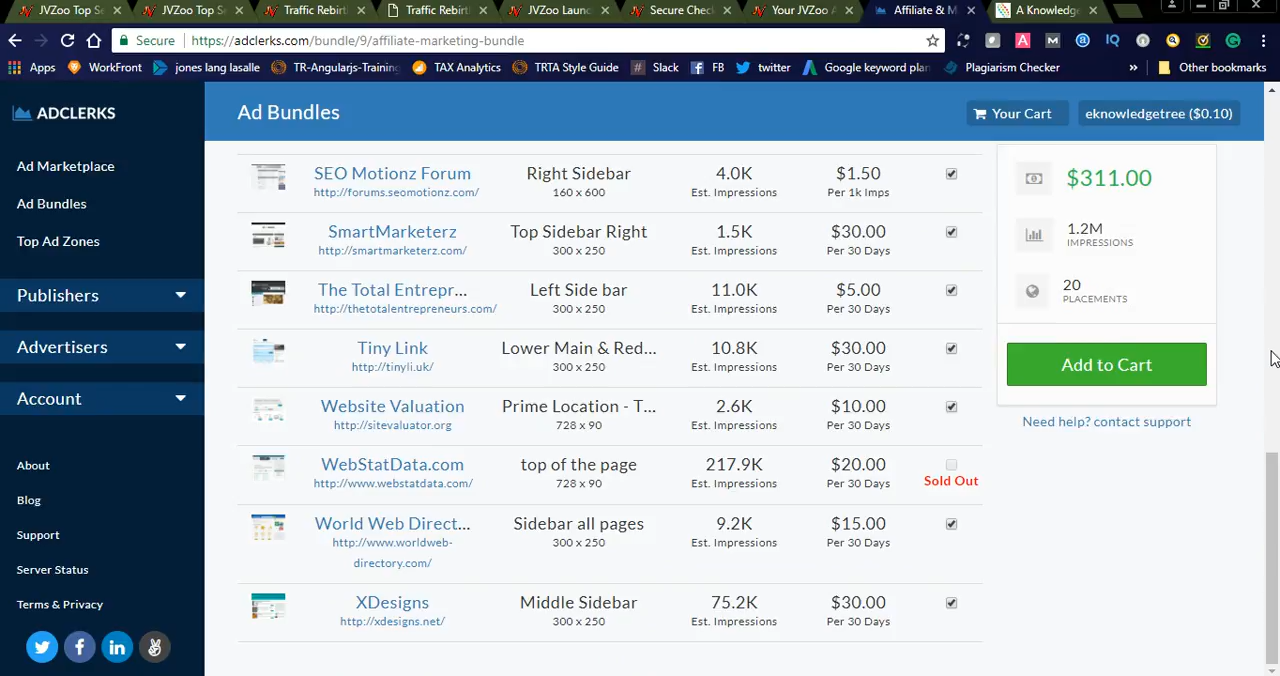 JVZoo Top Se
JVZoo Top S
Traffic Rebirt
Traffic Rebirt
JVZoo Laun
Secure Chec
Your JVZoo A
Affiliate & M
A Knowledge
Secure
https://adclerks.com/bundle/9/affiliate-marketing-bundle
Apps
WorkFront
jones lang lasalle
TR-Angularjs-Training
TAX Analytics
TRTA Style Guide
Slack
FB
twitter
Google keyword plan
Plagiarism Checker
»
Other bookmarks
ADCLERKS
Ad Bundles
Your Cart
eknowledgetree ($0.10)
Ad Marketplace
Ad Bundles
Top Ad Zones
Publishers
Advertisers
Account
About
Blog
Support
Server Status
Terms & Privacy
SEO Motionz Forum Right Sidebar 4.0K $1.50
http://forums.seomotionz.com/ 160 x 600 Est. Impressions Per 1k Imps
SmartMarketerz Top Sidebar Right 1.5K $30.00
http://smartmarketerz.com/ 300 x 250 Est. Impressions Per 30 Days
The Total Entrepr... Left Side bar 11.0K $5.00
http://thetotalentrepreneurs.com/ 300 x 250 Est. Impressions Per 30 Days
Tiny Link Lower Main & Red... 10.8K $30.00
http://tinyli.uk/ 300 x 250 Est. Impressions Per 30 Days
Website Valuation Prime Location - T... 2.6K $10.00
http://sitevaluator.org 728 x 90 Est. Impressions Per 30 Days
WebStatData.com top of the page 217.9K $20.00
http://www.webstatdata.com/ 728 x 90 Est. Impressions Per 30 Days Sold Out
World Web Direct... Sidebar all pages 9.2K $15.00
http://www.worldweb- 300 x 250 Est. Impressions Per 30 Days
directory.com/
XDesigns Middle Sidebar 75.2K $30.00
http://xdesigns.net/ 300 x 250 Est. Impressions Per 30 Days
$311.00
1.2M
IMPRESSIONS
20
PLACEMENTS
Add to Cart
Need help? contact support